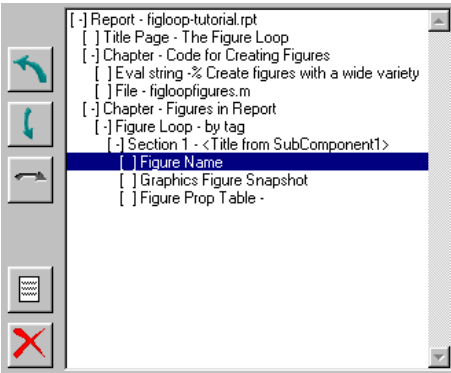 [-] Report - figloop-tutorial.rpt
[ ] Title Page - The Figure Loop
[-] Chapter - Code for Creating Figures
[ ] Eval string -% Create figures with a wide variety
[ ] File - figloopfigures.m
[-] Chapter - Figures in Report
[-] Figure Loop - by tag
[-] Section 1 - <Title from SubComponent1>
[ ] Figure Name
[ ] Graphics Figure Snapshot
[ ] Figure Prop Table -